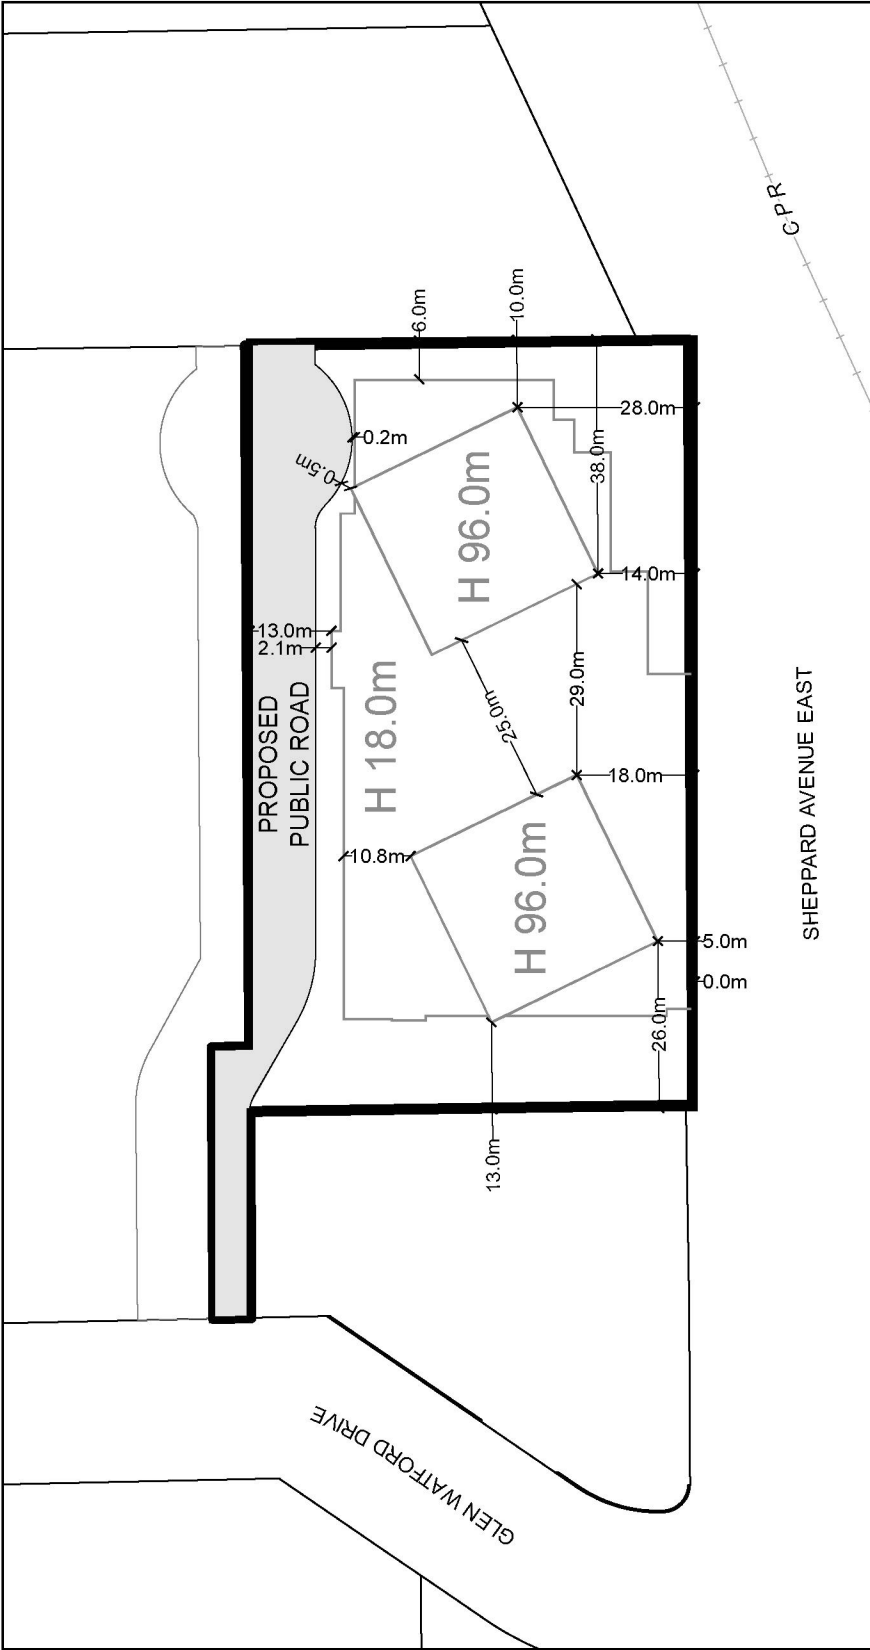 CPR
10.0m
6.0m
28.0m
0.2m
38.0m
0.5m
H 96.0m
14.0m
13.0m
2.1m
PROPOSED
PUBLIC ROAD
H 18.0m
29.0m
25.0m
18.0m
10.8m
H 96.0m
SHEPPARD AVENUE EAST
5.0m
0.0m
26.0m
13.0m
GLEN WATFORD DRIVE